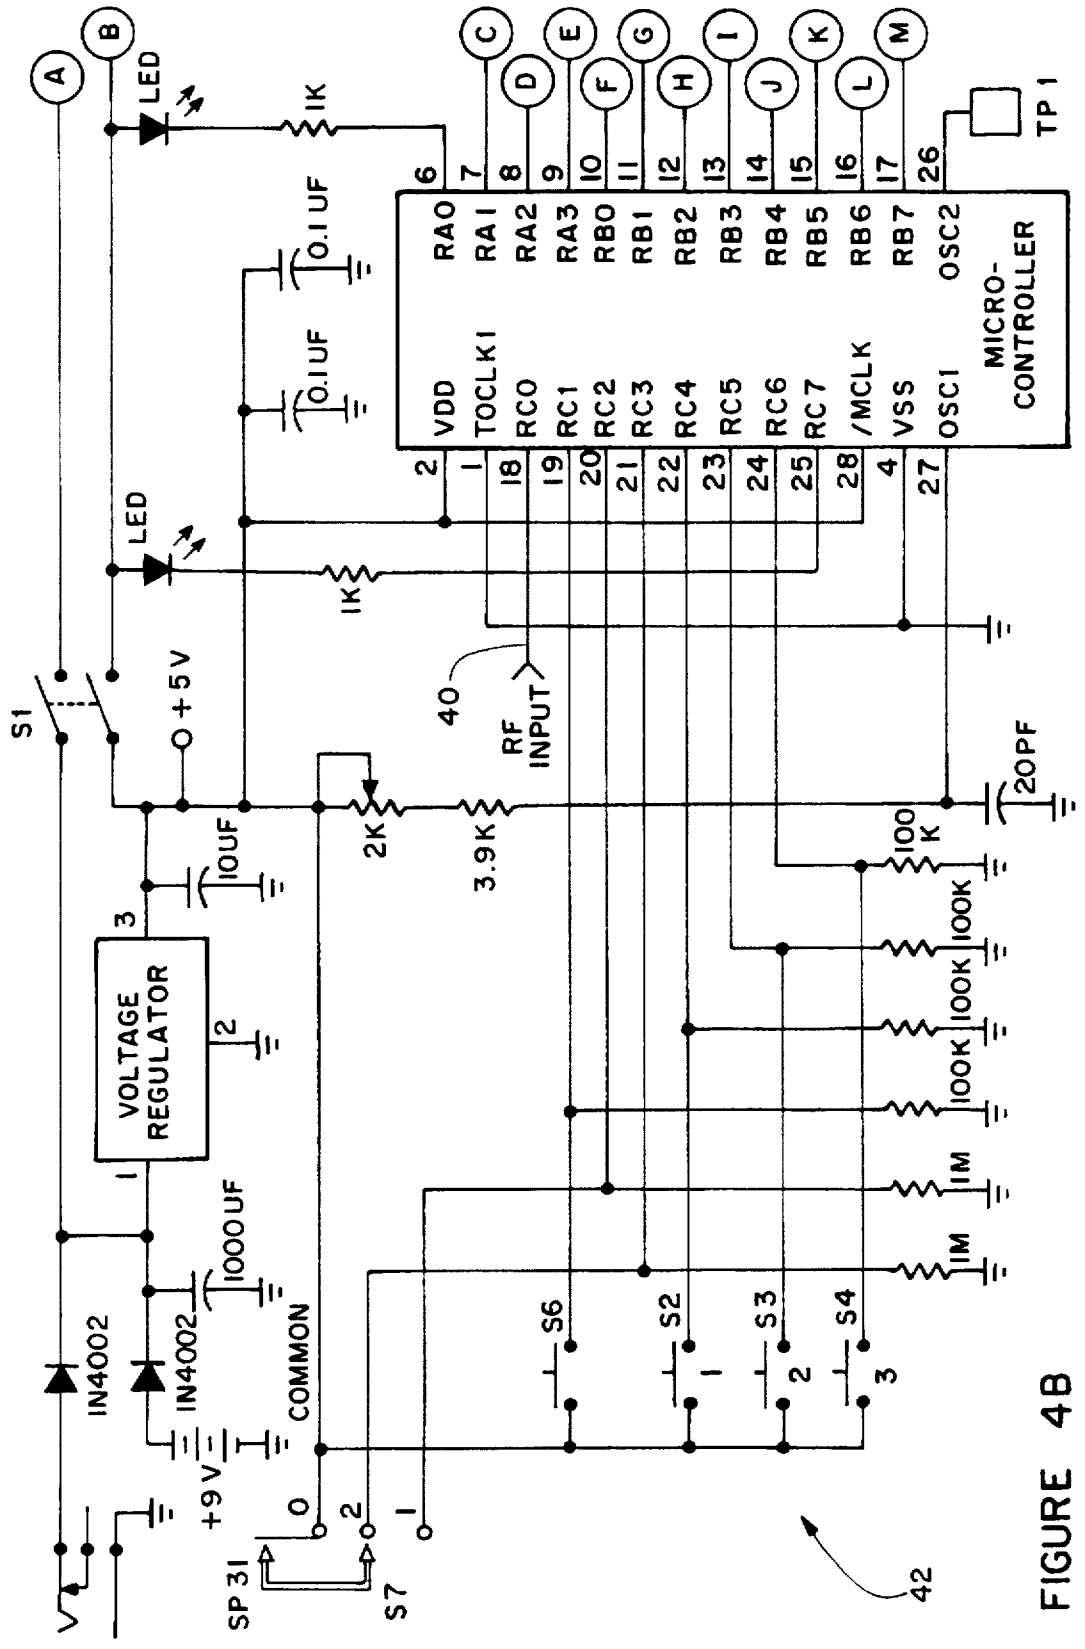 A
B
C
D
E
F
G
H
I
J
K
L
M
LED
1K
0.1 UF
0.1 UF
LED
1K
S1
+5V
10UF
3
VOLTAGE
REGULATOR
2
1
1000UF
IN4002
IN4002
+9V
COMMON
0
2
1
SP31
S7
2K
3.9K
40
RF
INPUT
6
7
8
9
10
11
12
13
14
15
16
17
26
RA0
RA1
RA2
RA3
RB0
RB1
RB2
RB3
RB4
RB5
RB6
RB7
OSC2
VDD
TOCLK1
RC0
RC1
RC2
RC3
RC4
RC5
RC6
RC7
/MCLK
VSS
OSC1
MICRO-
CONTROLLER
2
1
18
19
20
21
22
23
24
25
28
4
27
TP 1
20PF
100
K
100K
100K
100K
1M
1M
S6
S2
1
S3
2
S4
3
42
FIGURE 4B